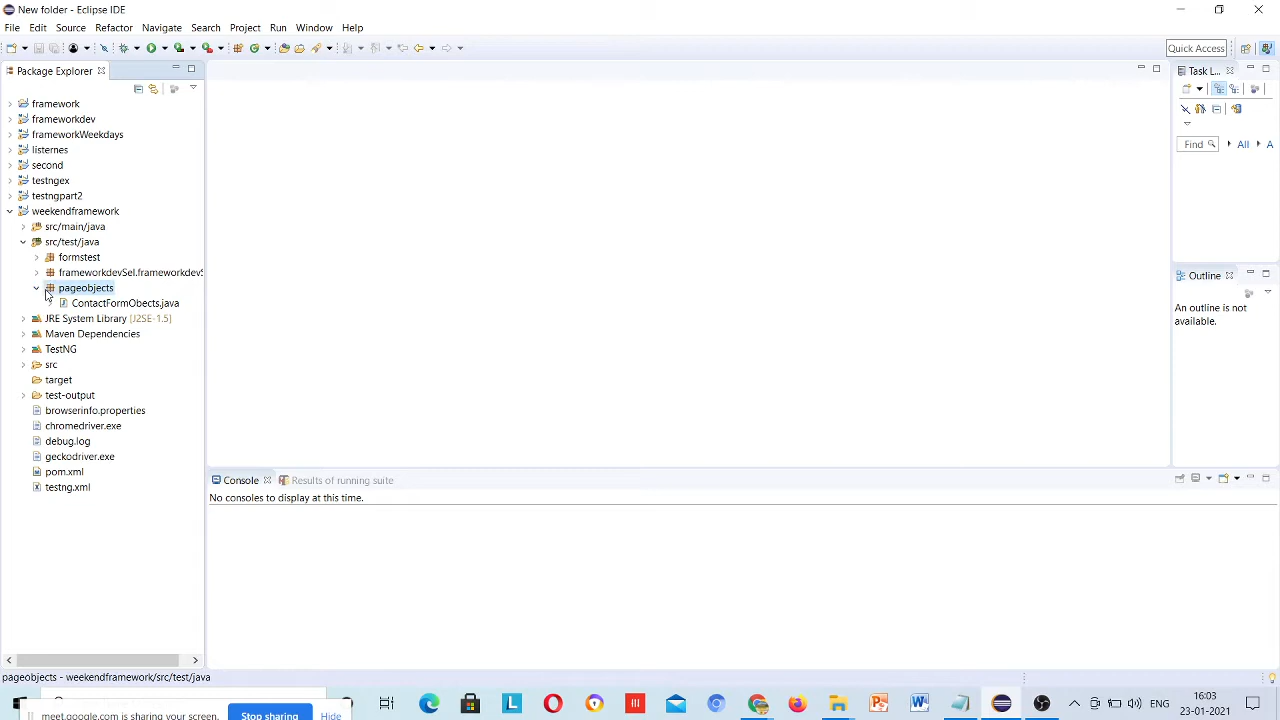 New folder - Eclipse IDE
File Edit Source Refactor Navigate Search Project Run Window Help
Quick Access
Package Explorer
Task L...
framework
frameworkdev
frameworkWeekdays
listernes
second
testngex
testngpart2
weekendframework
src/main/java
src/test/java
formstest
frameworkdevSel.frameworkdevS
pageobjects
ContactFormObects.java
JRE System Library [J2SE-1.5]
Maven Dependencies
TestNG
src
target
test-output
browserinfo.properties
chromedriver.exe
debug.log
geckodriver.exe
pom.xml
testng.xml
Find All A
Outline
An outline is not
available.
Console Results of running suite
No consoles to display at this time.
pageobjects - weekendframework/src/test/java
meet.google.com is sharing your screen. Stop sharing Hide
ENG
16:03
23-01-2021